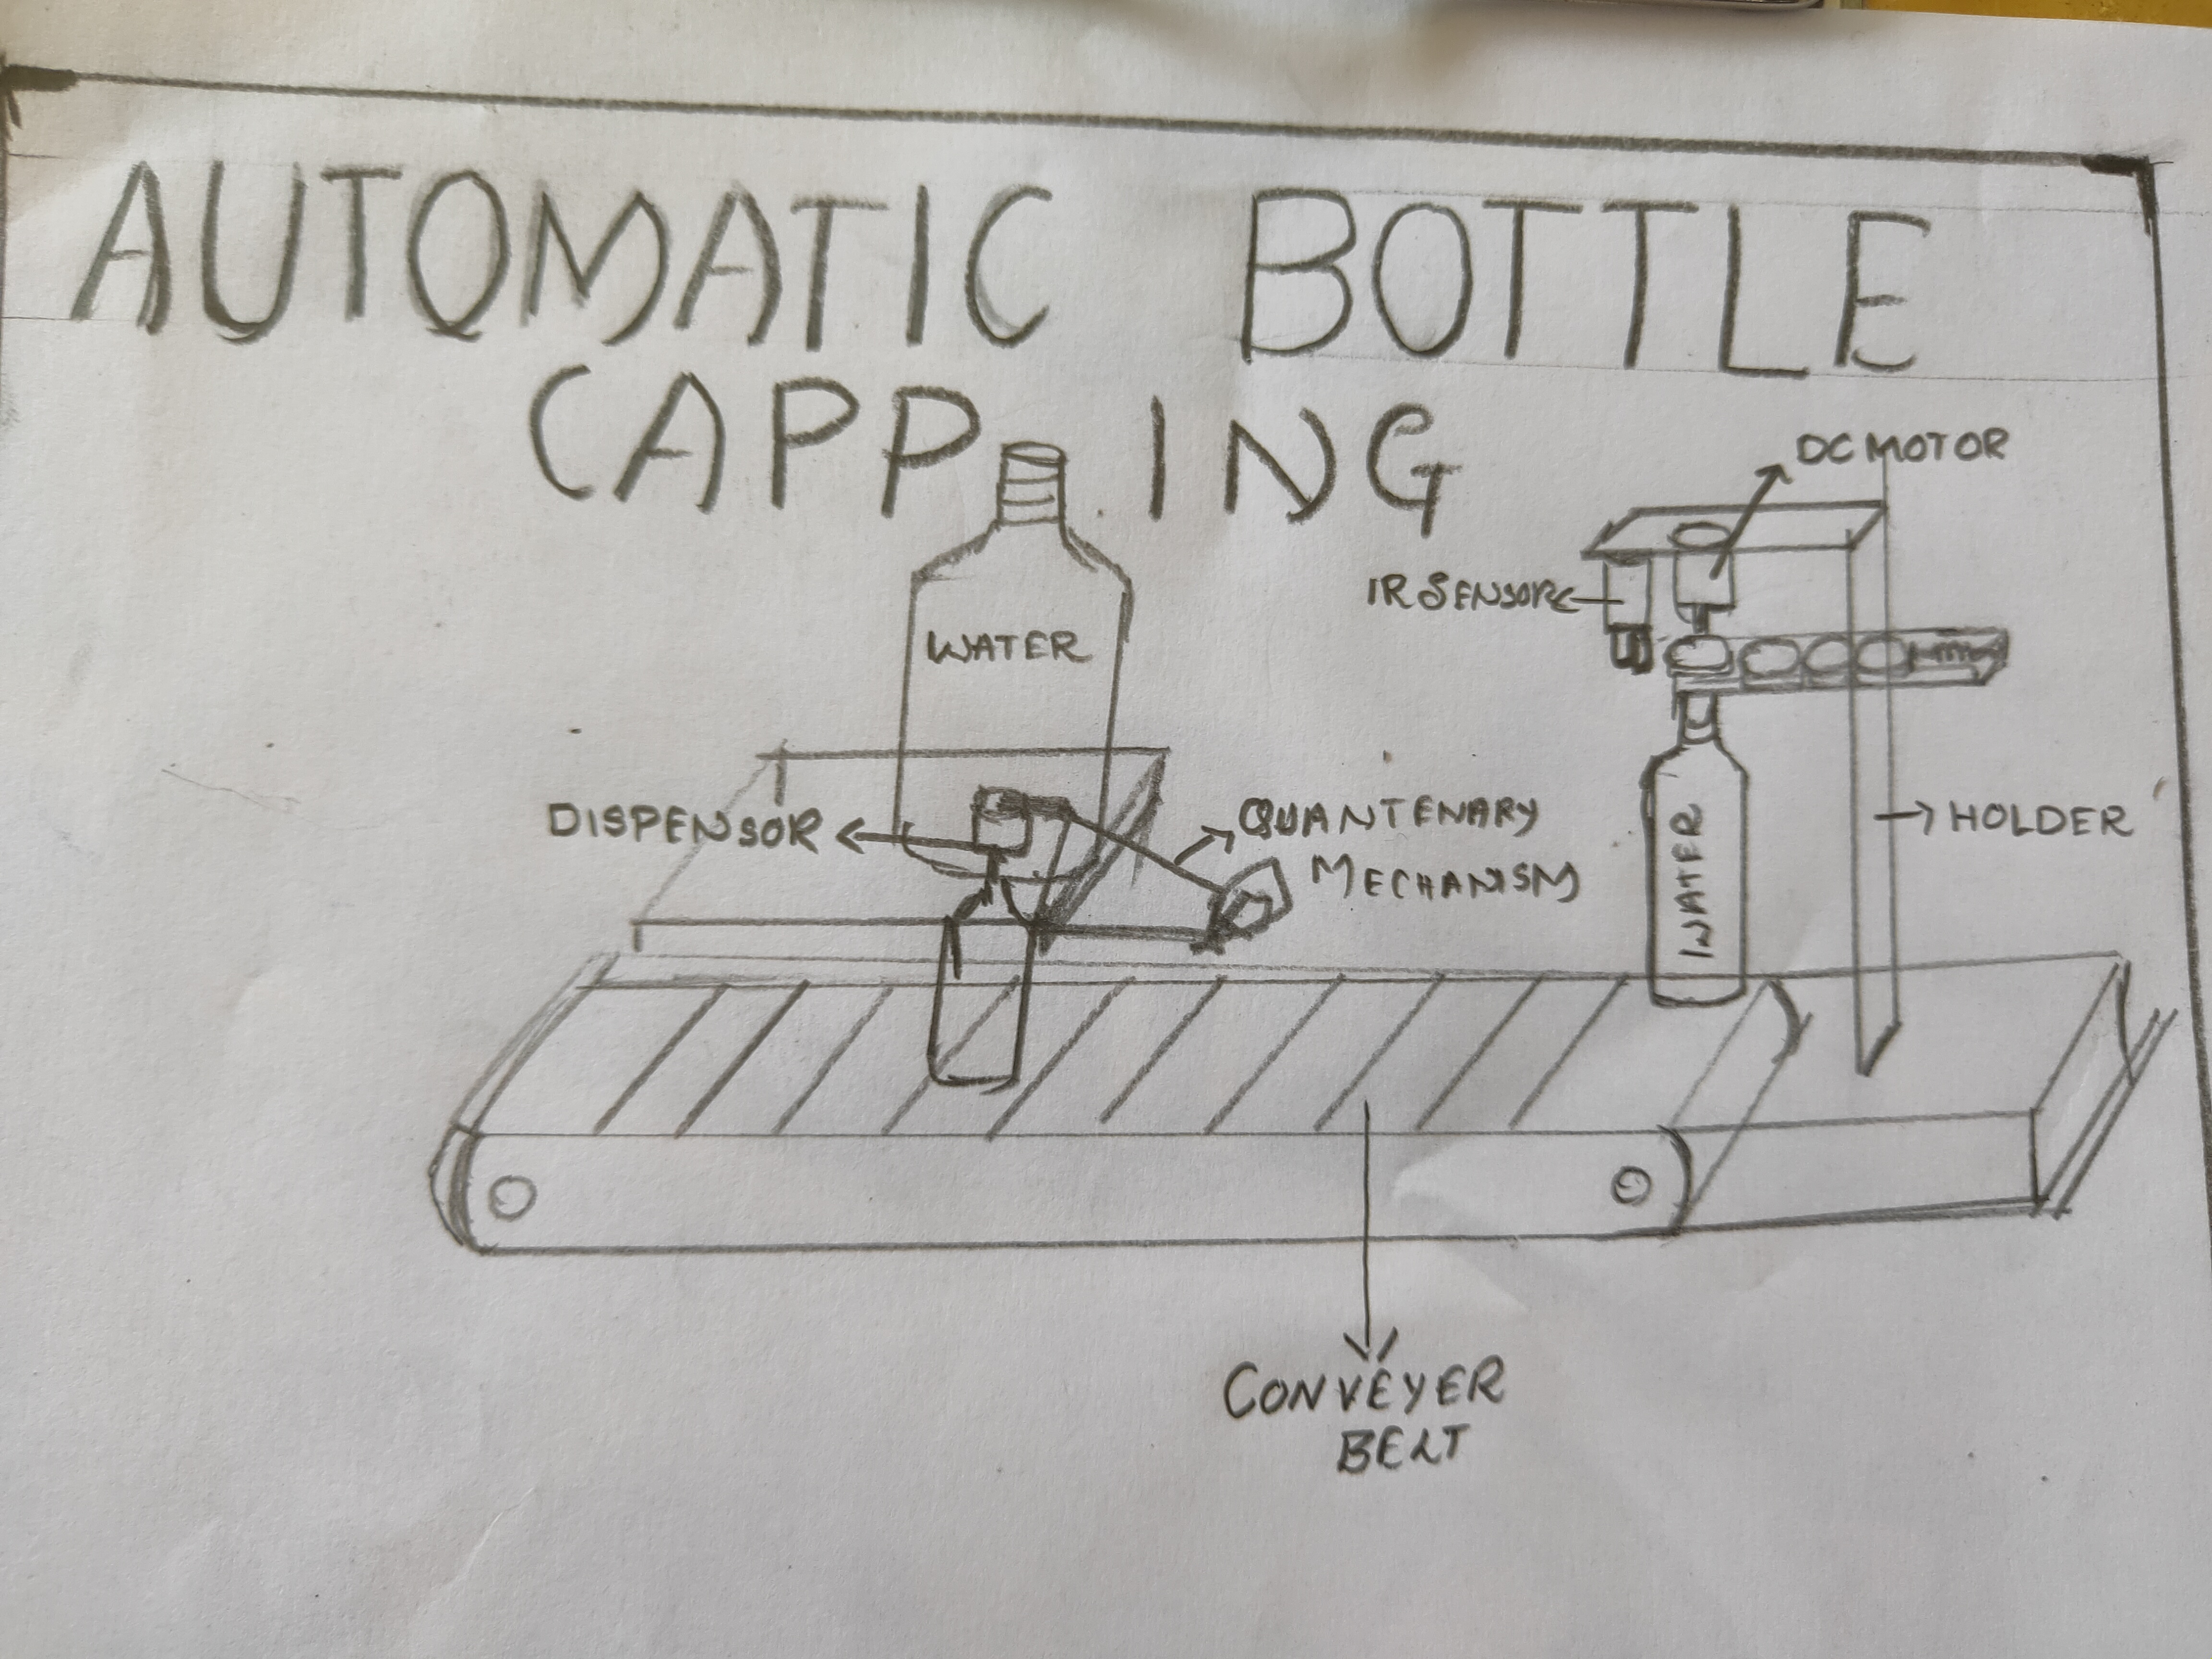 AUTOMATIC BOTTLE
CAPPING
DC MOTOR
IR SENSOR
WATER
DISPENSOR
QUANTENARY
MECHANISM
WATER
HOLDER
CONVEYER
BELT